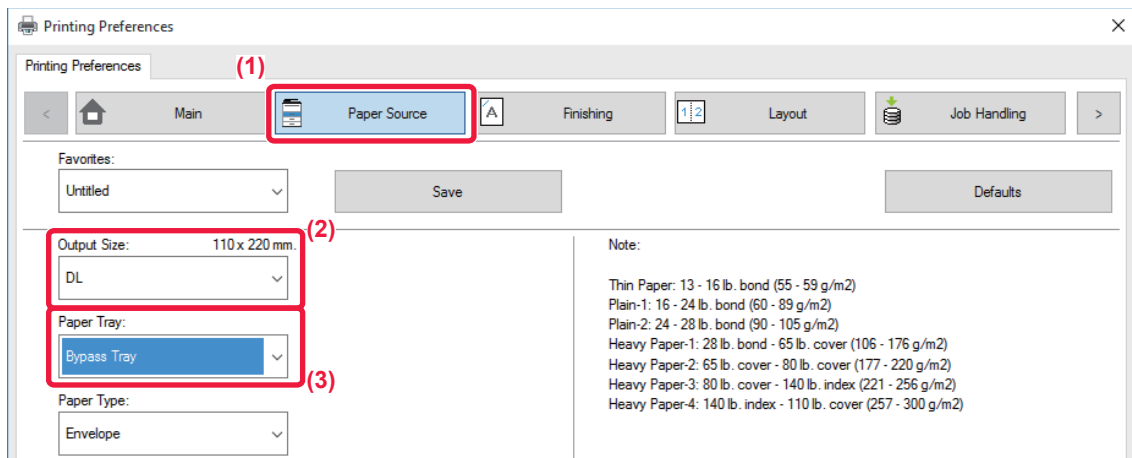 Printing Preferences
Printing Preferences
(1)
< Main Paper Source A Finishing 1 2 Layout Job Handling >
Favorites:
Untitled Save Defaults
(2)
Output Size: 110 x 220 mm.
DL
Paper Tray:
Bypass Tray
(3)
Paper Type:
Envelope
Note:
Thin Paper: 13 - 16 lb. bond (55 - 59 g/m2)
Plain-1: 16 - 24 lb. bond (60 - 89 g/m2)
Plain-2: 24 - 28 lb. bond (90 - 105 g/m2)
Heavy Paper-1: 28 lb. bond - 65 lb. cover (106 - 176 g/m2)
Heavy Paper-2: 65 lb. cover - 80 lb. cover (177 - 220 g/m2)
Heavy Paper-3: 80 lb. cover - 140 lb. index (221 - 256 g/m2)
Heavy Paper-4: 140 lb. index - 110 lb. cover (257 - 300 g/m2)